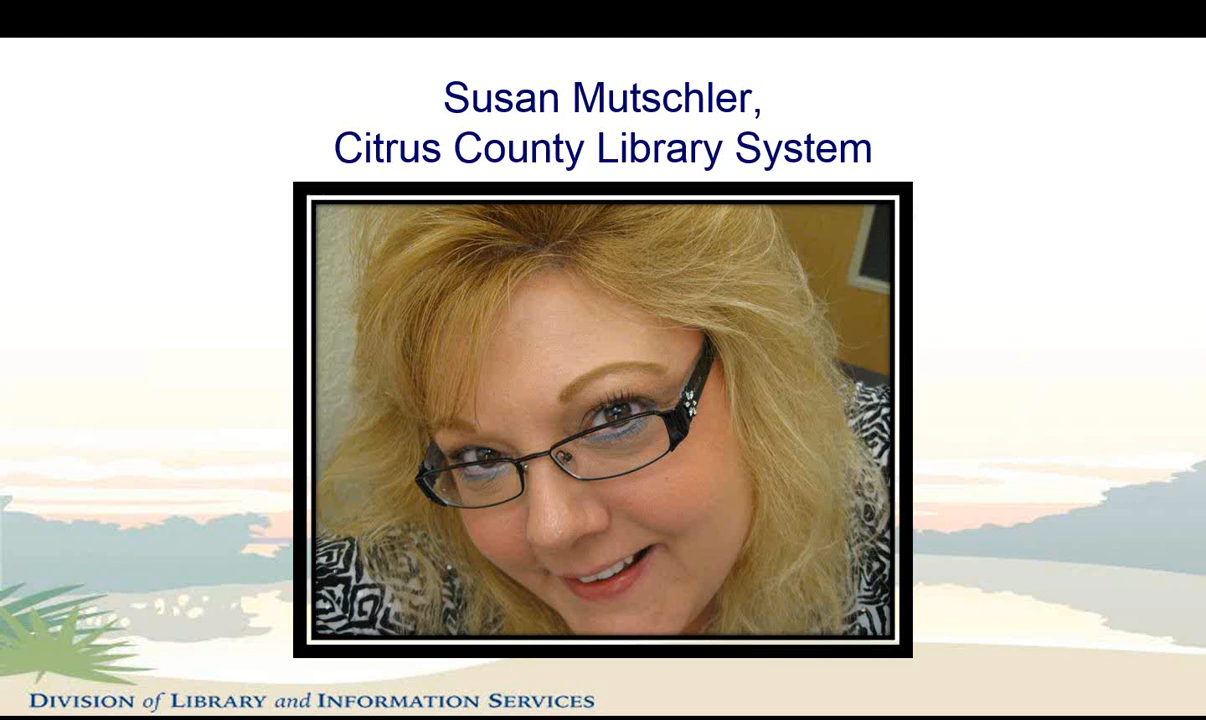 Susan Mutschler,
Citrus County Library System
DIVISION of LIBRARY and INFORMATION SERVICES